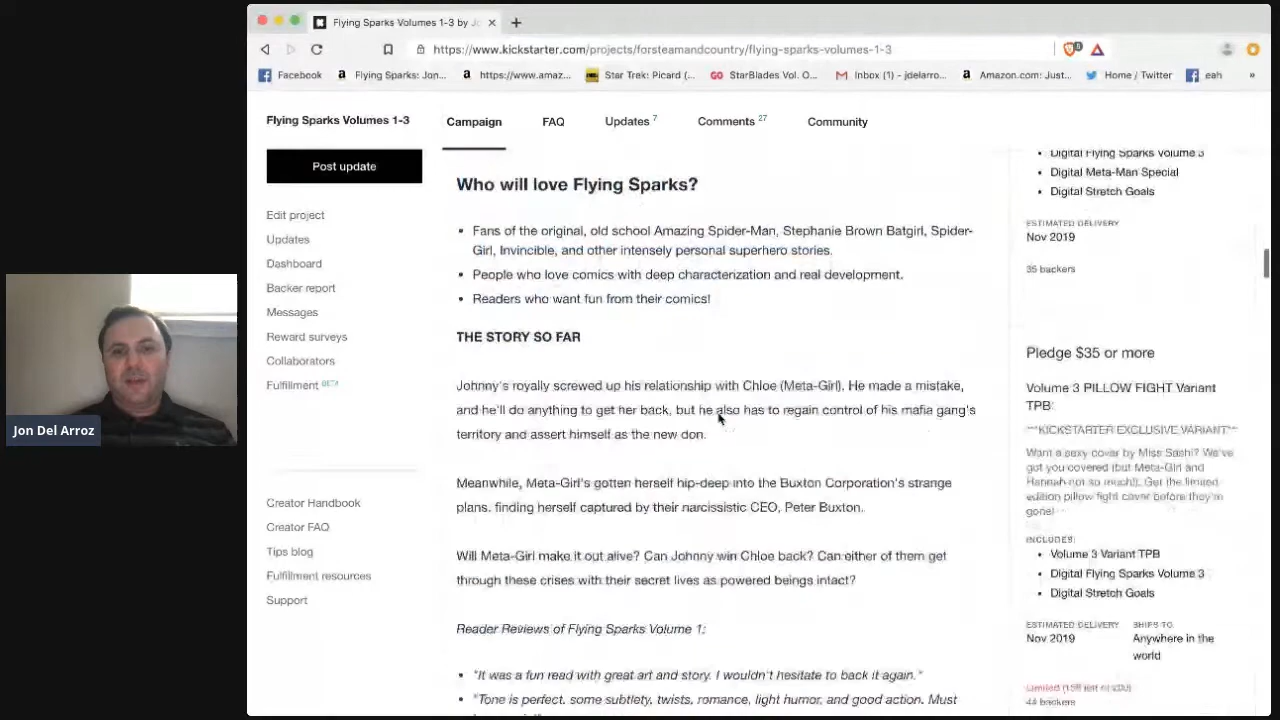 Flying Sparks Volumes 1-3 by J
https://www.kickstarter.com/projects/forsteamandcountry/flying-sparks-volumes-1-3
Facebook
Flying Sparks: Jon...
https://www.amaz...
Star Trek: Picard (...
StarBlades Vol. O...
Inbox (1) - jdelarro...
Amazon.com: Just...
Home / Twitter
eah
»
Flying Sparks Volumes 1-3
Campaign
FAQ
Updates 7
Comments 27
Community
Post update
Edit project
Updates
Dashboard
Backer report
Messages
Reward surveys
Collaborators
Fulfillment BETA
Creator Handbook
Creator FAQ
Tips blog
Fulfillment resources
Support
Jon Del Arroz
Who will love Flying Sparks?
• Fans of the original, old school Amazing Spider-Man, Stephanie Brown Batgirl, Spider-
Girl, Invincible, and other intensely personal superhero stories.
• People who love comics with deep characterization and real development.
• Readers who want fun from their comics!
THE STORY SO FAR
Johnny's royally screwed up his relationship with Chloe (Meta-Girl). He made a mistake,
and he'll do anything to get her back, but he also has to regain control of his mafia gang's
territory and assert himself as the new don.
Meanwhile, Meta-Girl's gotten herself hip-deep into the Buxton Corporation's strange
plans, finding herself captured by their narcissistic CEO, Peter Buxton.
Will Meta-Girl make it out alive? Can Johnny win Chloe back? Can either of them get
through these crises with their secret lives as powered beings intact?
Reader Reviews of Flying Sparks Volume 1:
• "It was a fun read with great art and story. I wouldn't hesitate to back it again."
• "Tone is perfect, some subtlety, twists, romance, light humor, and good action. Must
• Digital Flying Sparks Volume 3
• Digital Meta-Man Special
• Digital Stretch Goals
ESTIMATED DELIVERY
Nov 2019
35 backers
Pledge $35 or more
Volume 3 PILLOW FIGHT Variant
TPB:
**KICKSTARTER EXCLUSIVE VARIANT**
Want a sexy cover by Miss Sashi? We've
got you covered (but Meta-Girl and
Hannah not so much!). Get the limited
edition pillow fight cover before they're
gone!
INCLUDES:
• Volume 3 Variant TPB
• Digital Flying Sparks Volume 3
• Digital Stretch Goals
ESTIMATED DELIVERY
Nov 2019
SHIPS TO
Anywhere in the
world
Limited
44 backers